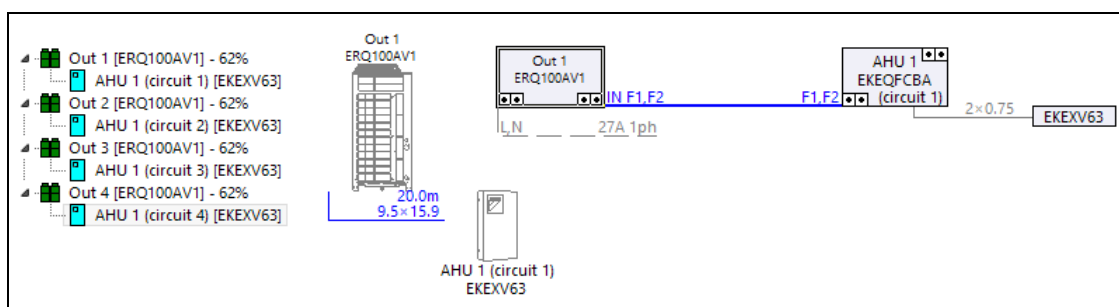 Out 1 [ERQ100AV1] - 62%
AHU 1 (circuit 1) [EKEXV63]
Out 2 [ERQ100AV1] - 62%
AHU 1 (circuit 2) [EKEXV63]
Out 3 [ERQ100AV1] - 62%
AHU 1 (circuit 3) [EKEXV63]
Out 4 [ERQ100AV1] - 62%
AHU 1 (circuit 4) [EKEXV63]
Out 1
ERQ100AV1
20.0m
9.5×15.9
AHU 1 (circuit 1)
EKEXV63
Out 1
ERQ100AV1
IN F1,F2
L,N
27A 1ph
F1,F2
AHU 1
EKEQFCBA
(circuit 1)
2×0.75
EKEXV63